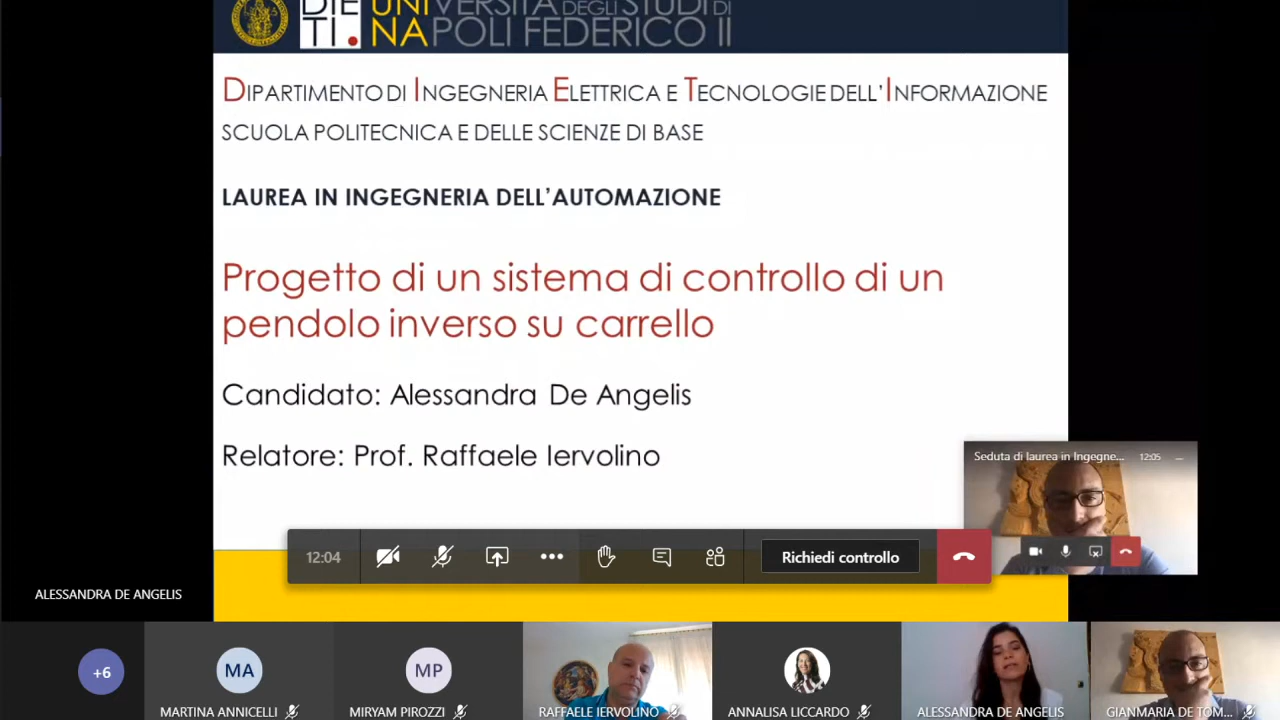 DIE
TI.
UNIVERSITÀ DEGLI STUDI DI
NAPOLI FEDERICO II
DIPARTIMENTO DI INGEGNERIA ELETTRICA E TECNOLOGIE DELL'INFORMAZIONE
SCUOLA POLITECNICA E DELLE SCIENZE DI BASE
LAUREA IN INGEGNERIA DELL'AUTOMAZIONE
Progetto di un sistema di controllo di un
pendolo inverso su carrello
Candidato: Alessandra De Angelis
Relatore: Prof. Raffaele Iervolino
Seduta di laurea in Ingegne... 12:05
12:04
Richiedi controllo
ALESSANDRA DE ANGELIS
+6
MA
MARTINA ANNICELLI
MP
MIRYAM PIROZZI
RAFFAELE IERVOLINO
ANNALISA LICCARDO
ALESSANDRA DE ANGELIS
GIANMARIA DE TOM...